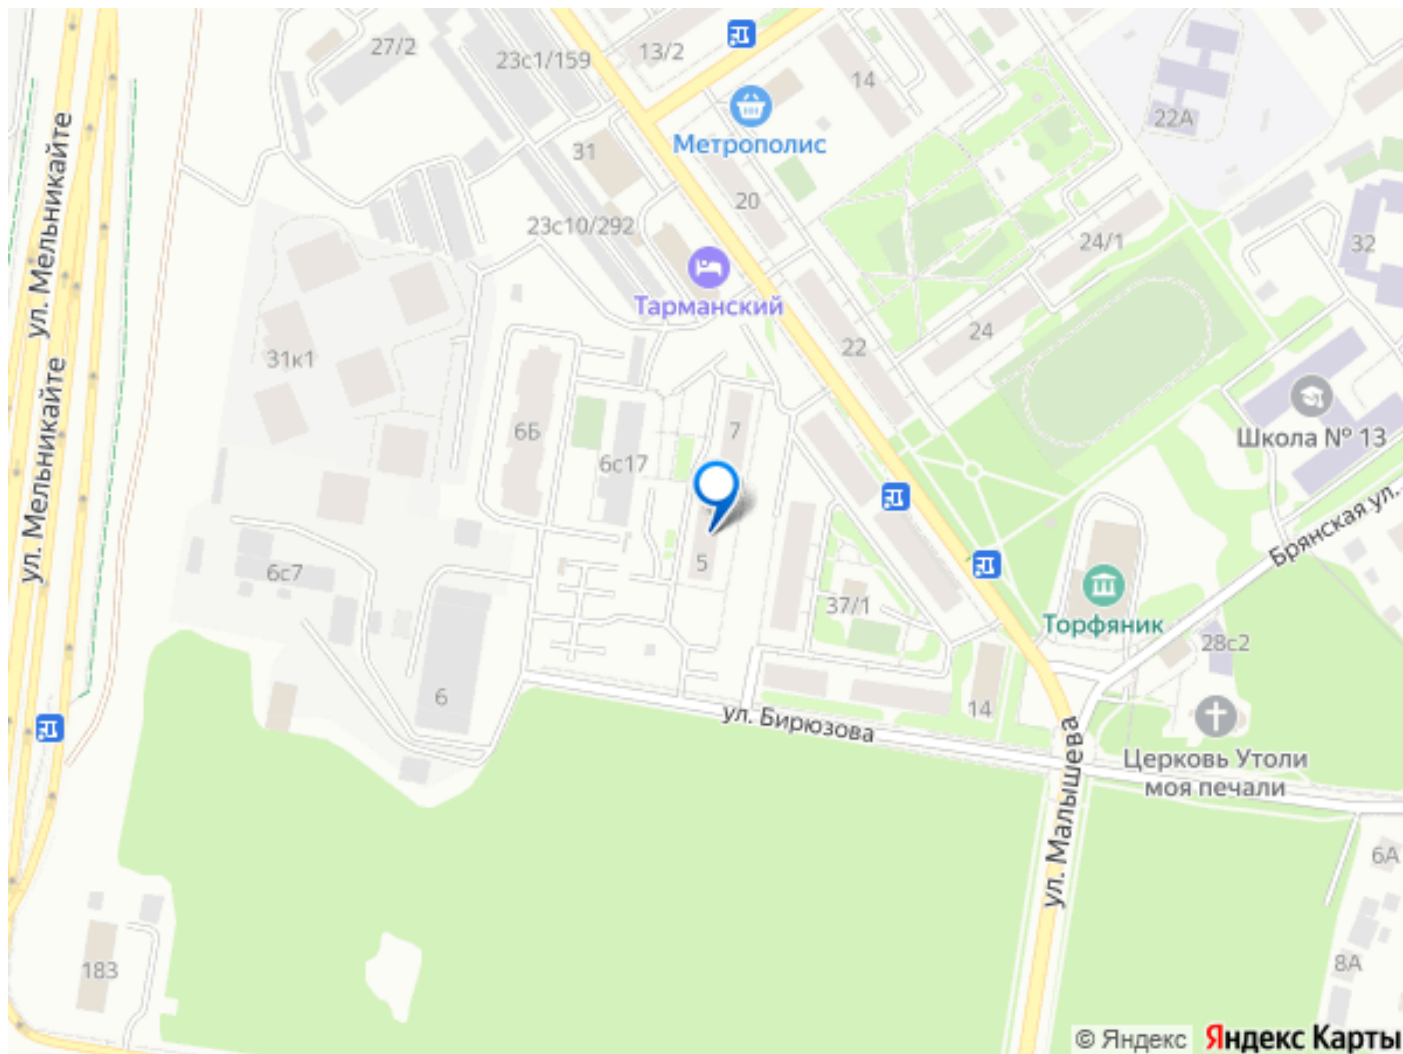 27/2
23с1/159
13/2
14
22А
Метрополис
31
20
23с10/292
24/1
32
ул. Мельникайте
Тарманский
22
24
31к1
ул. Мельникайте
6Б
7
6с17
Школа № 13
Брянская ул.
5
6с7
37/1
Торфяник
28с2
6
14
ул. Бирюзова
ул. Малышева
Церковь Утоли
моя печали
6А
8А
183
© Яндекс Яндекс Карты